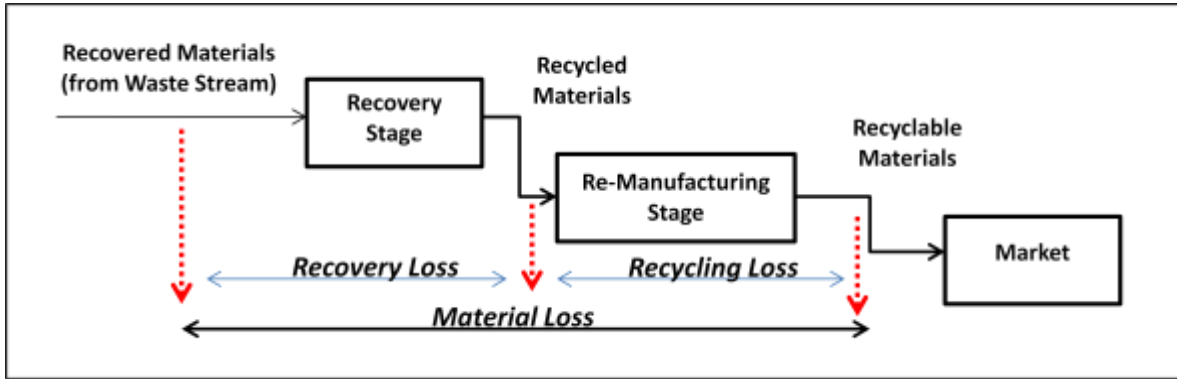 Recovered Materials
(from Waste Stream)
Recovery
Stage
Recycled
Materials
Re-Manufacturing
Stage
Recyclable
Materials
Market
Recovery Loss
Recycling Loss
Material Loss